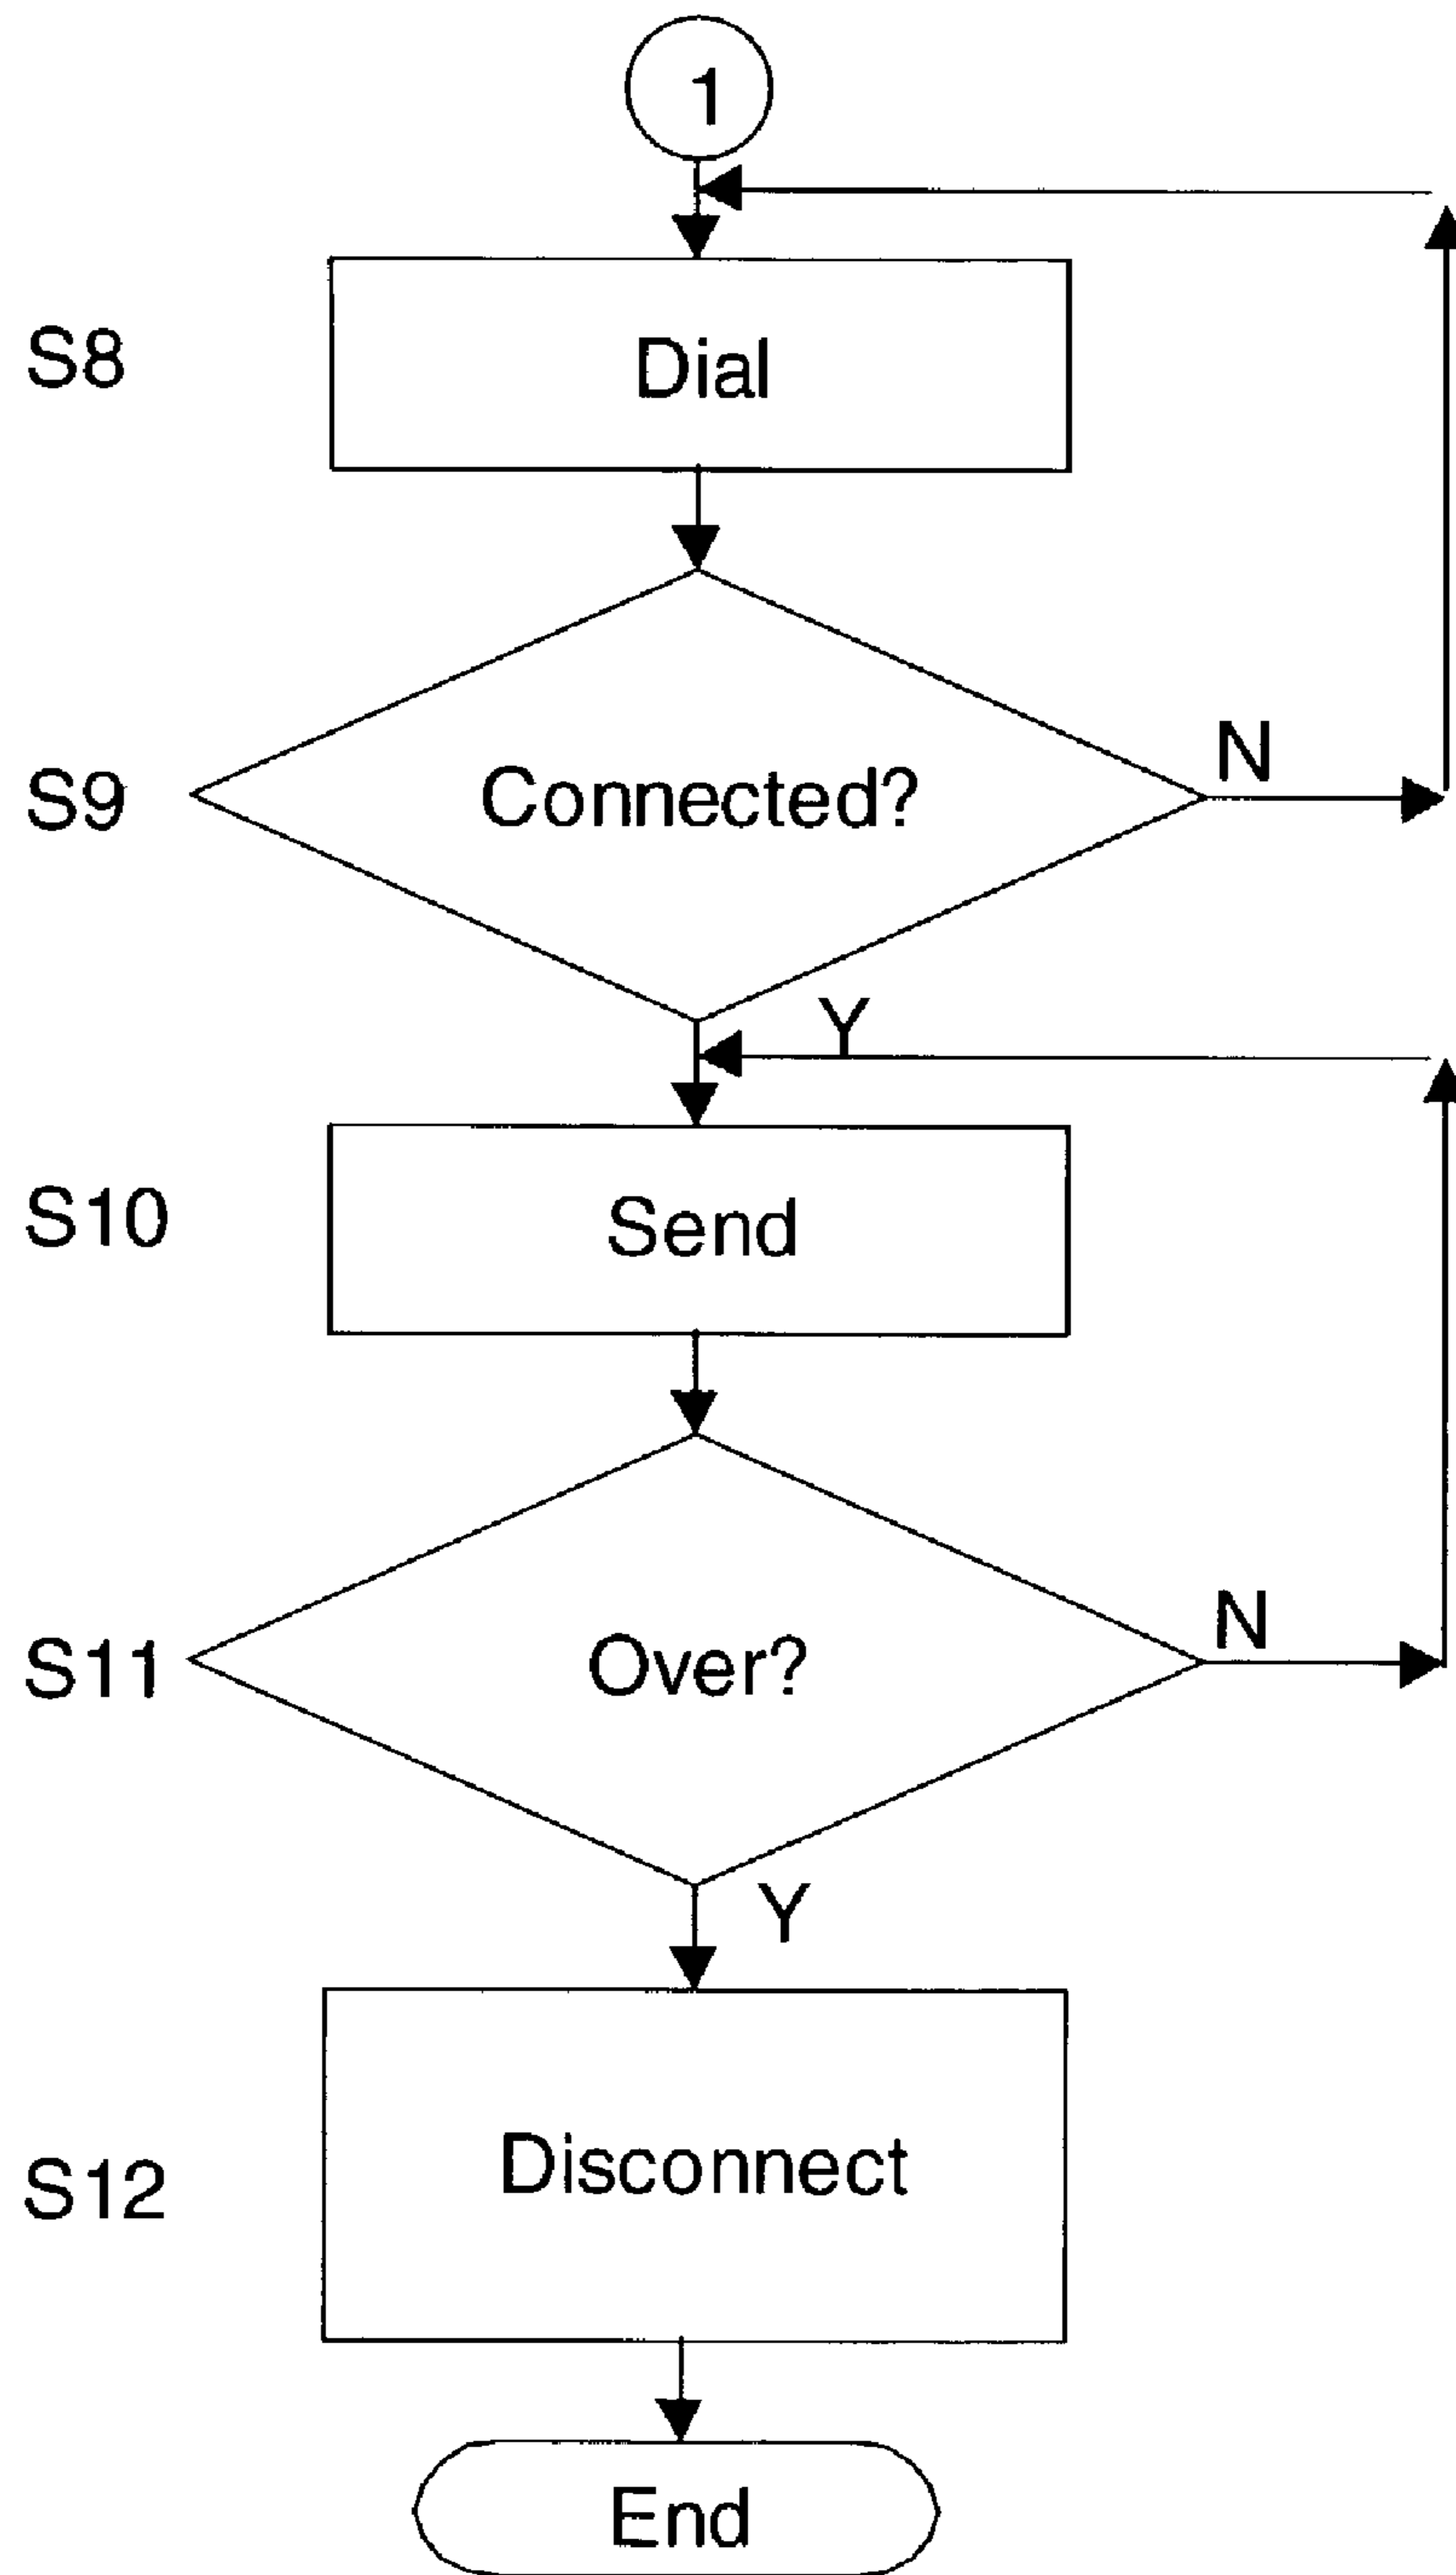 1
S8
Dial
S9
Connected?
N
Y
S10
Send
S11
Over?
N
Y
S12
Disconnect
End